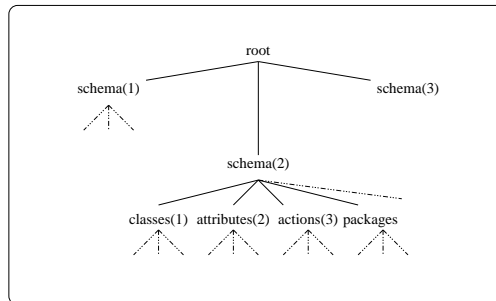 root
schema(1) schema(3)
schema(2)
classes(1) attributes(2) actions(3) packages